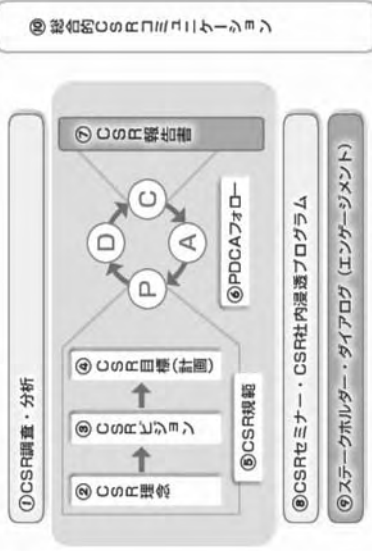 ①CSR調査・分析
②CSR理念
③CSRビジョン
④CSR目標(計画)
⑤CSR規範
P
D
C
A
⑥PDCAフォロー
⑦CSR報告書
⑧CSRセミナー・CSR社内浸透プログラム
⑨ステークホルダー・ダイアログ(エンゲージメント)
⑩総合的CSRコミュニケーション